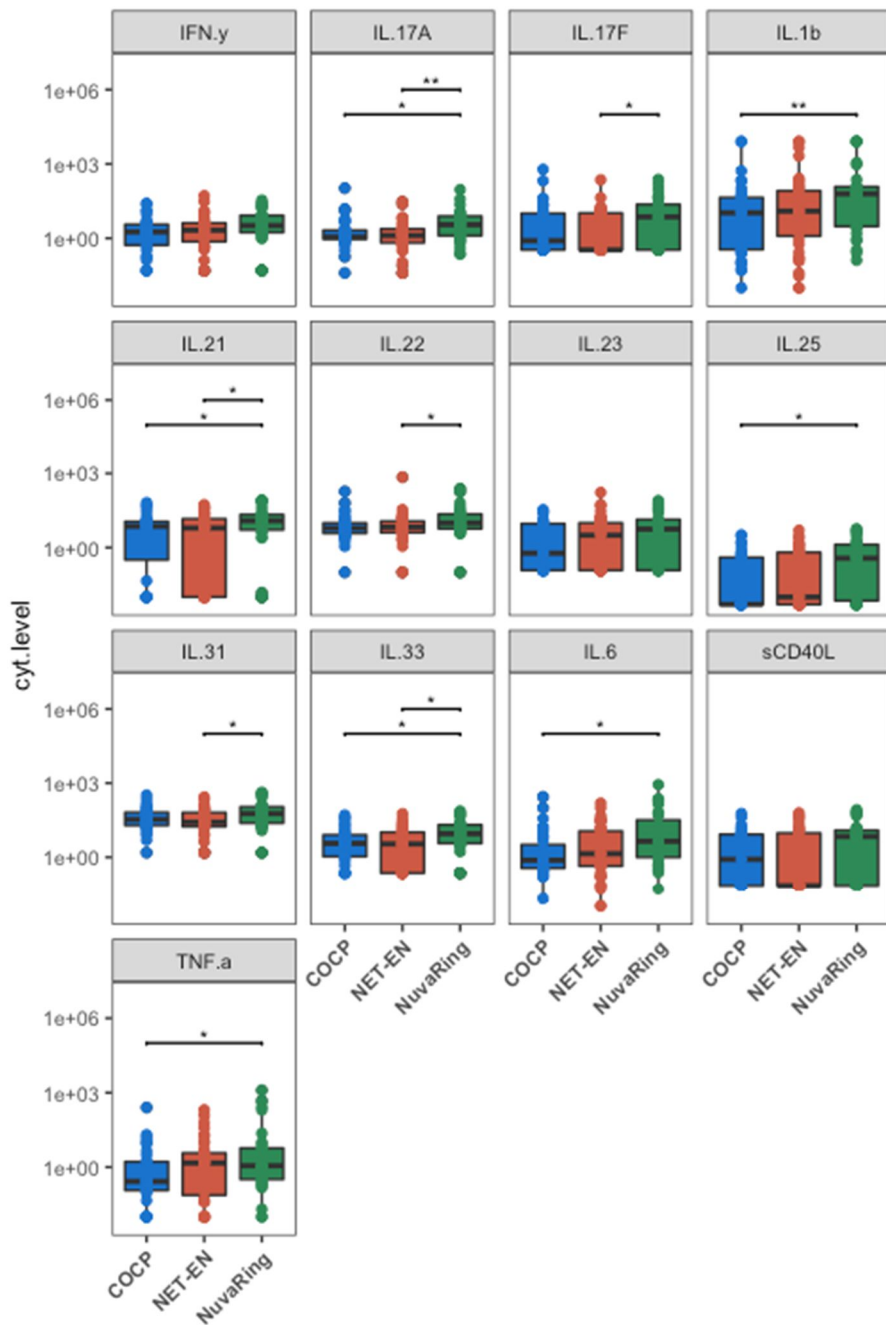 IFN.y IL.17A IL.17F IL.1b
1e+06 ** * * **
1e+03
1e+00
IL.21 IL.22 IL.23 IL.25
1e+06 * * * *
1e+03
1e+00
cyt.level
IL.31 IL.33 IL.6 sCD40L
1e+06 * * * *
1e+03
1e+00
COCP NET-EN NuvaRing COCP NET-EN NuvaRing COCP NET-EN NuvaRing
TNF.a
1e+06
*
1e+03
1e+00
COCP NET-EN NuvaRing